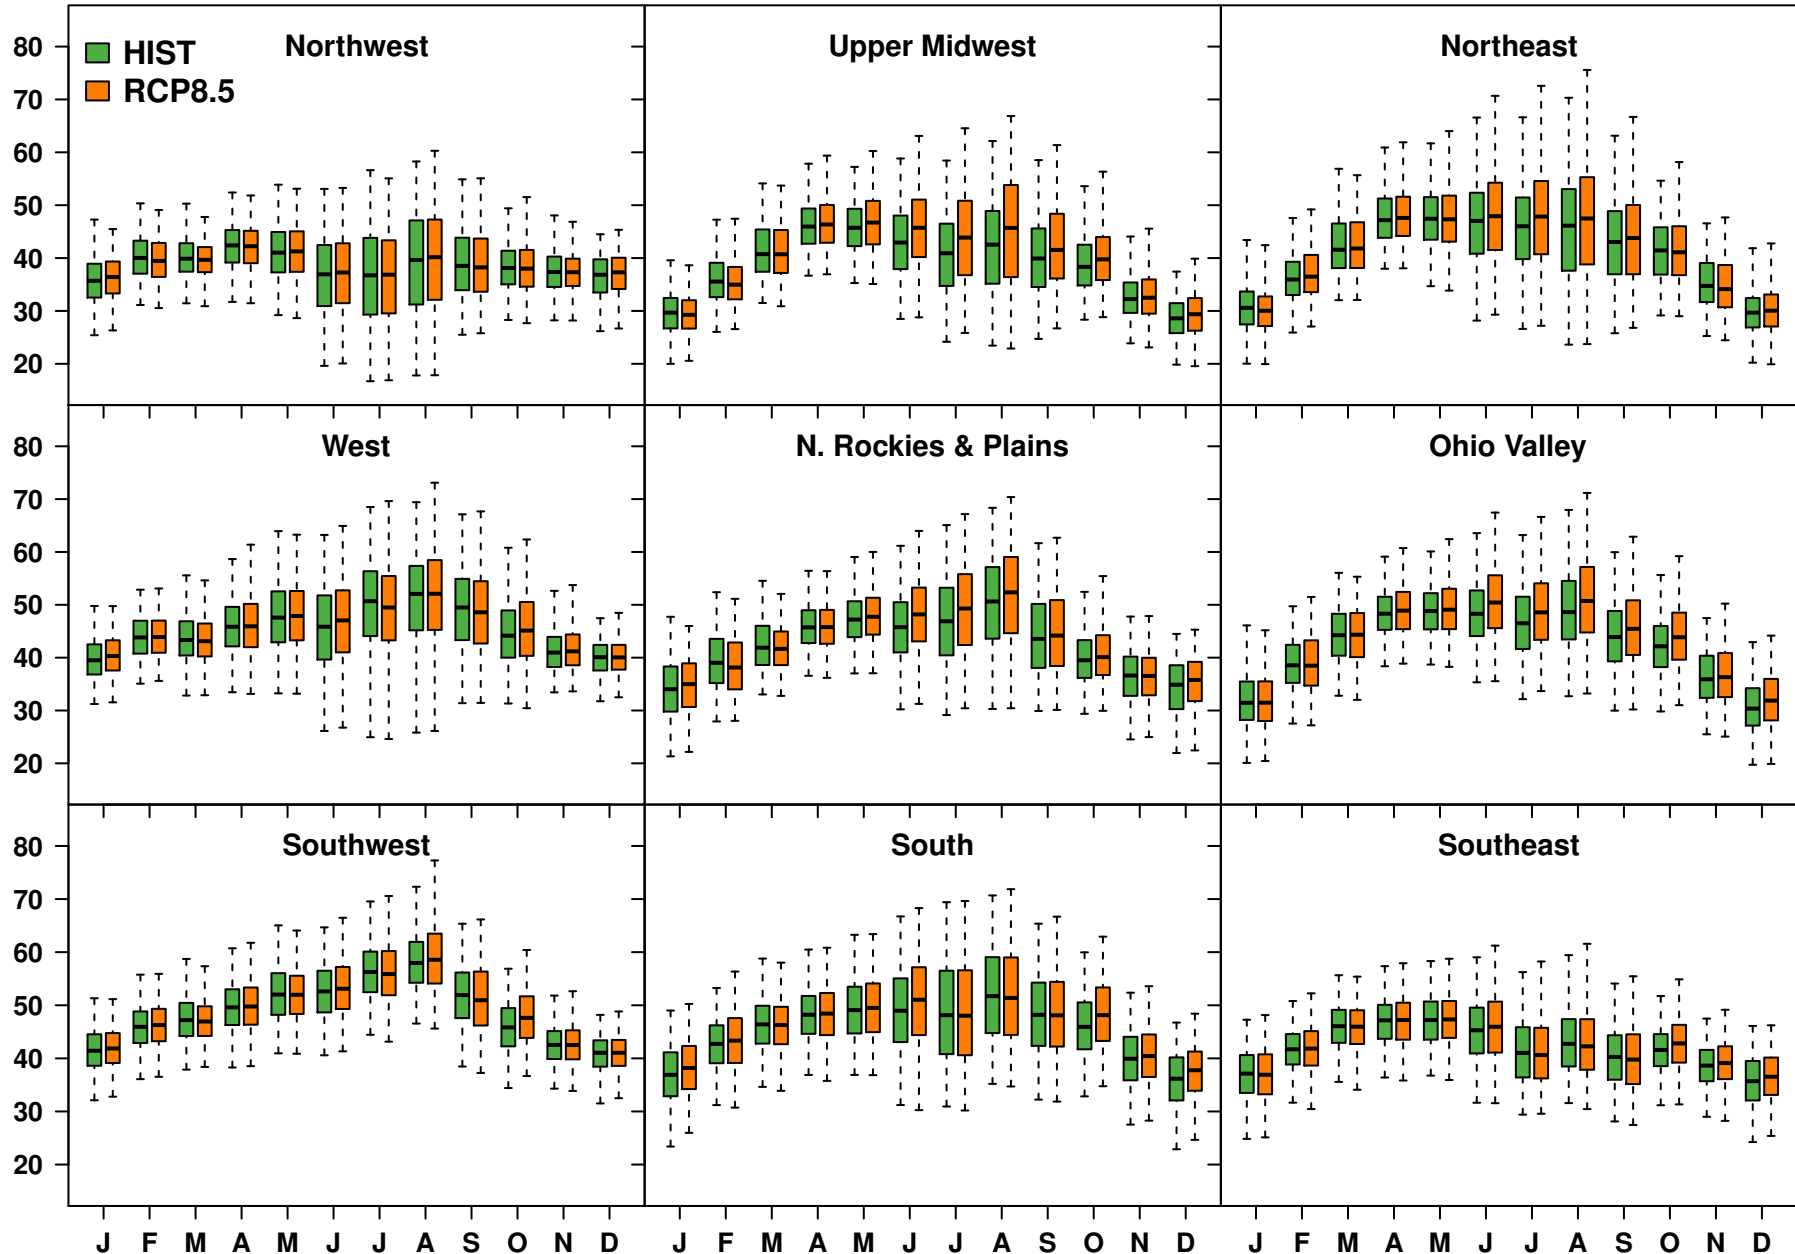 Northwest
Upper Midwest
Northeast
HIST
RCP8.5
80
70
60
50
40
30
20
West
N. Rockies & Plains
Ohio Valley
80
70
60
50
40
30
20
Southwest
South
Southeast
80
70
60
50
40
30
20
J F M A M J J A S O N D
J F M A M J J A S O N D
J F M A M J J A S O N D